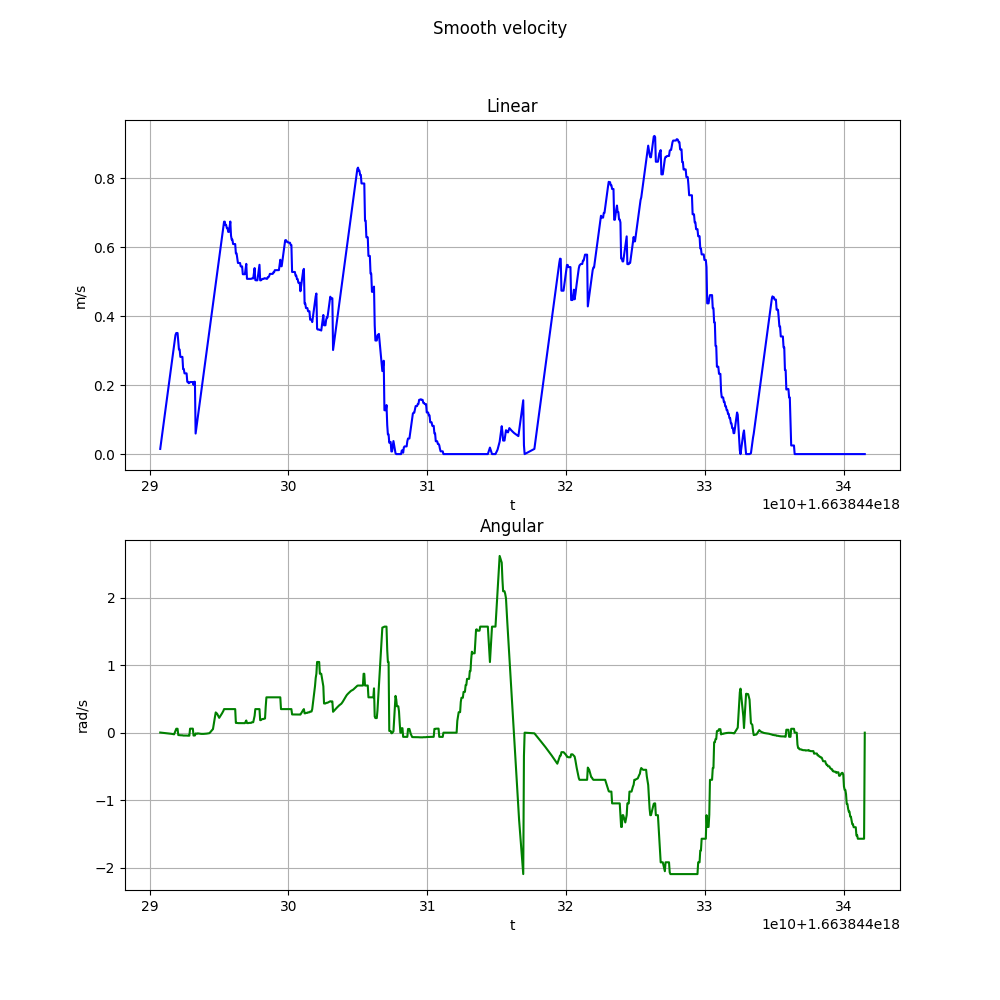 Smooth velocity
Linear
0.8
0.6
0.4
0.2
0.0
m/s
29 30 31 32 33 34
t
1e10+1.663844e18
Angular
2
1
0
−1
−2
rad/s
29 30 31 32 33 34
t
1e10+1.663844e18